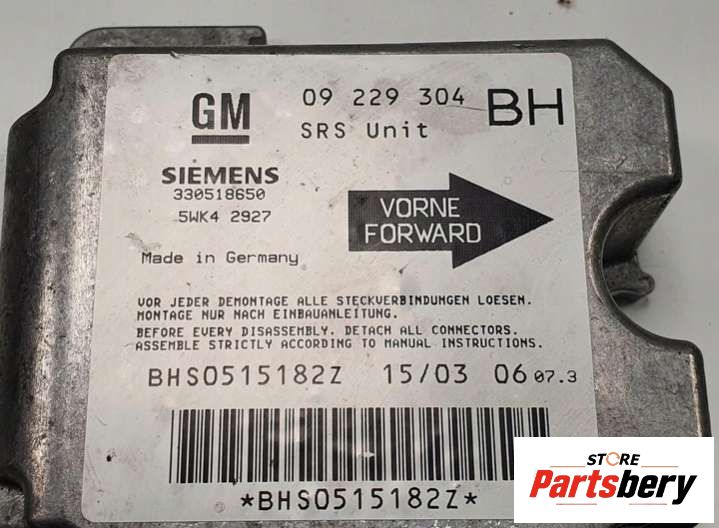 GM
09 229 304
BH
SRS Unit
SIEMENS
330518650
5WK4 2927
VORNE
FORWARD
Made in Germany
VOR JEDER DEMONTAGE ALLE STECKVERBINDUNGEN LOESEN.
MONTAGE NUR NACH EINBAUANLEITUNG.
BEFORE EVERY DISASSEMBLY. DETACH ALL CONNECTORS.
ASSEMBLE STRICTLY ACCORDING TO MANUAL INSTRUCTIONS.
BHS0515182Z 15/03 06 07.3
*BHS0515182Z*
STORE
Partsbery